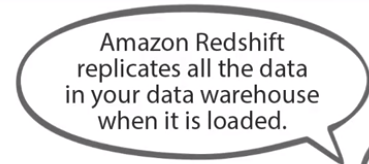 Amazon Redshift
replicates all the data
in your data warehouse
when it is loaded.